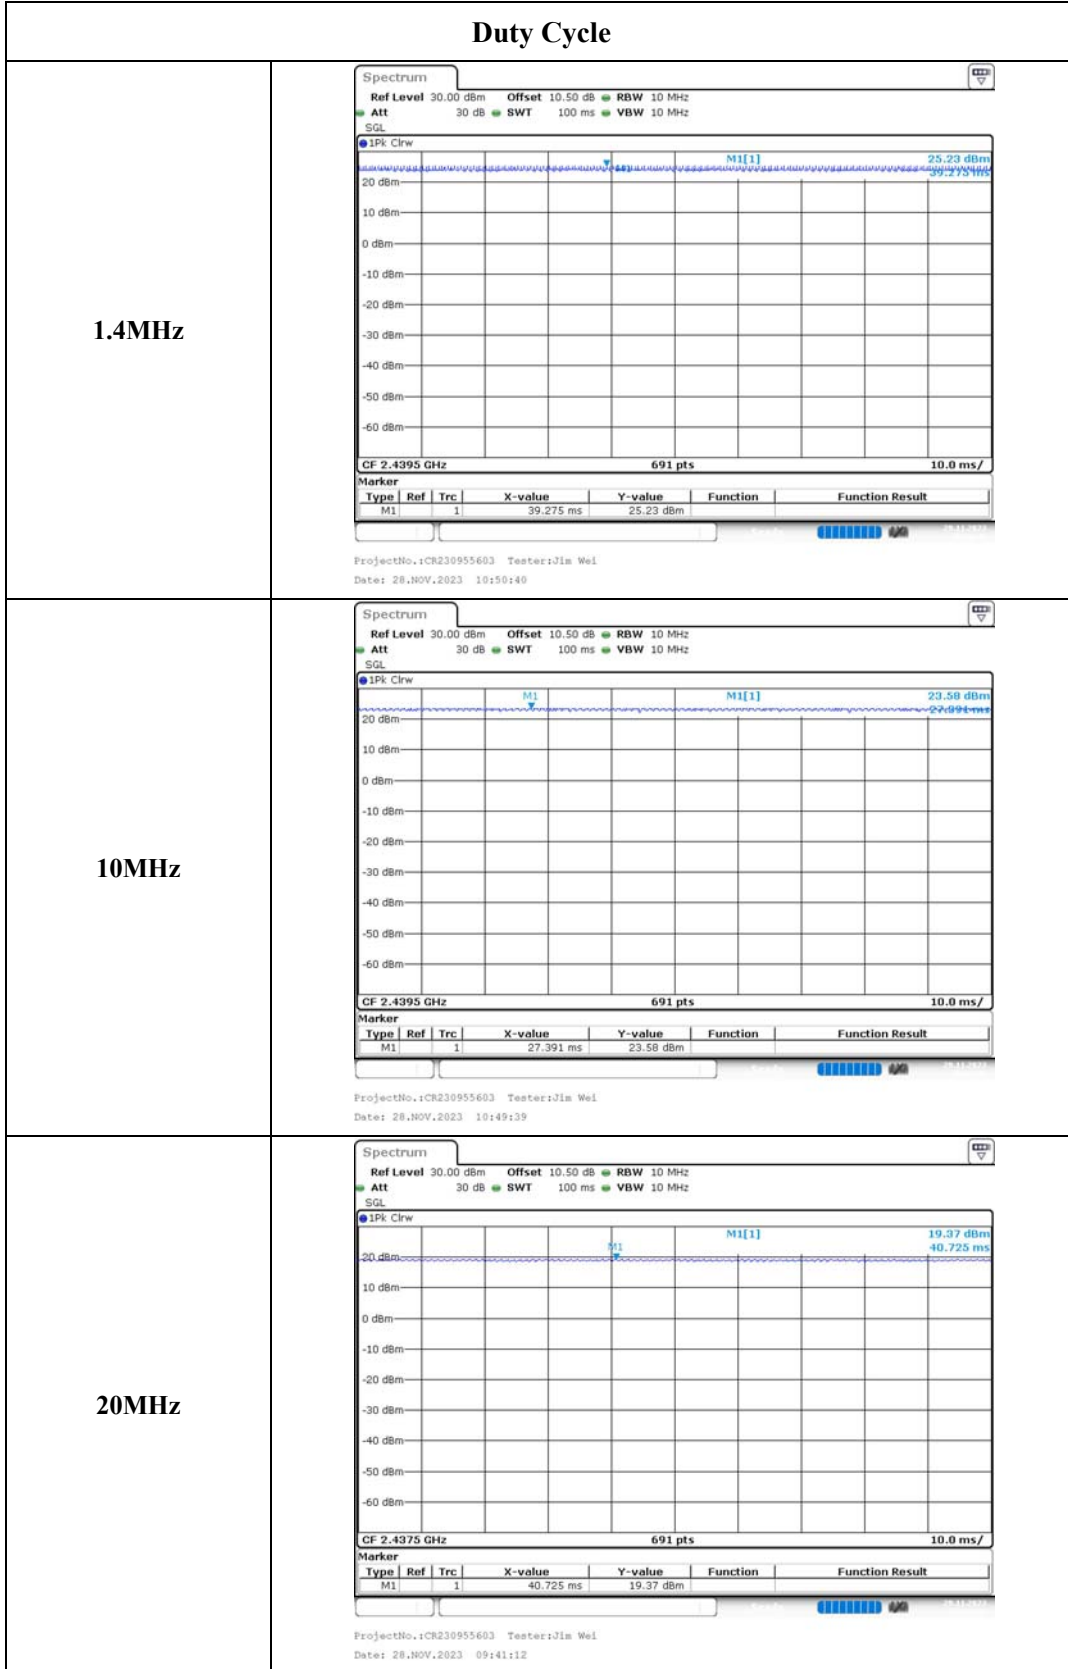 Duty Cycle
1.4MHz
Spectrum
Ref Level 30.00 dBm Offset 10.50 dB RBW 10 MHz
Att 30 dB SWT 100 ms VBW 10 MHz
SGL
1Pk Clrw
M1[1] 25.23 dBm
39.275 ms
M1
20 dBm
10 dBm
0 dBm
-10 dBm
-20 dBm
-30 dBm
-40 dBm
-50 dBm
-60 dBm
CF 2.4395 GHz 691 pts 10.0 ms/
Marker
Type Ref Trc X-value Y-value Function Function Result
M1 1 39.275 ms 25.23 dBm
ProjectNo.:CR230955603 Tester:Jim Wei
Date: 28.NOV.2023 10:50:40
10MHz
Spectrum
Ref Level 30.00 dBm Offset 10.50 dB RBW 10 MHz
Att 30 dB SWT 100 ms VBW 10 MHz
SGL
1Pk Clrw
M1 M1[1] 23.58 dBm
27.391 ms
20 dBm
10 dBm
0 dBm
-10 dBm
-20 dBm
-30 dBm
-40 dBm
-50 dBm
-60 dBm
CF 2.4395 GHz 691 pts 10.0 ms/
Marker
Type Ref Trc X-value Y-value Function Function Result
M1 1 27.391 ms 23.58 dBm
ProjectNo.:CR230955603 Tester:Jim Wei
Date: 28.NOV.2023 10:49:39
20MHz
Spectrum
Ref Level 30.00 dBm Offset 10.50 dB RBW 10 MHz
Att 30 dB SWT 100 ms VBW 10 MHz
SGL
1Pk Clrw
M1[1] 19.37 dBm
M1 40.725 ms
20 dBm
10 dBm
0 dBm
-10 dBm
-20 dBm
-30 dBm
-40 dBm
-50 dBm
-60 dBm
CF 2.4375 GHz 691 pts 10.0 ms/
Marker
Type Ref Trc X-value Y-value Function Function Result
M1 1 40.725 ms 19.37 dBm
ProjectNo.:CR230955603 Tester:Jim Wei
Date: 28.NOV.2023 09:41:12